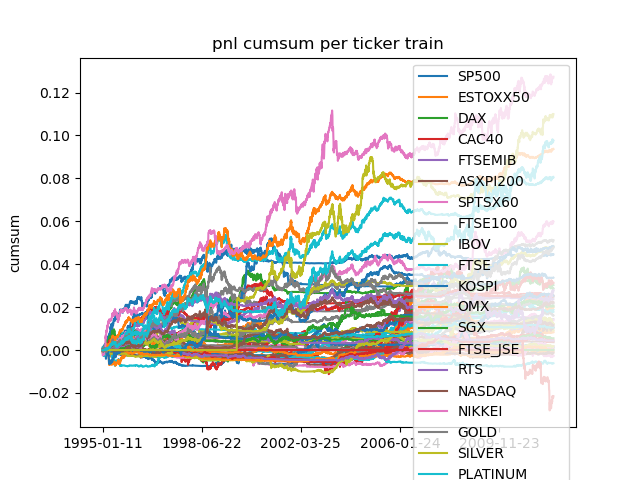 pnl cumsum per ticker train
cumsum
0.12
0.10
0.08
0.06
0.04
0.02
0.00
−0.02
1995-01-11
1998-06-22
2002-03-25
2006-01-24
2009-11-23
SP500
ESTOXX50
DAX
CAC40
FTSEMIB
ASXPI200
SPTSX60
FTSE100
IBOV
FTSE
KOSPI
OMX
SGX
FTSE_JSE
RTS
NASDAQ
NIKKEI
GOLD
SILVER
PLATINUM